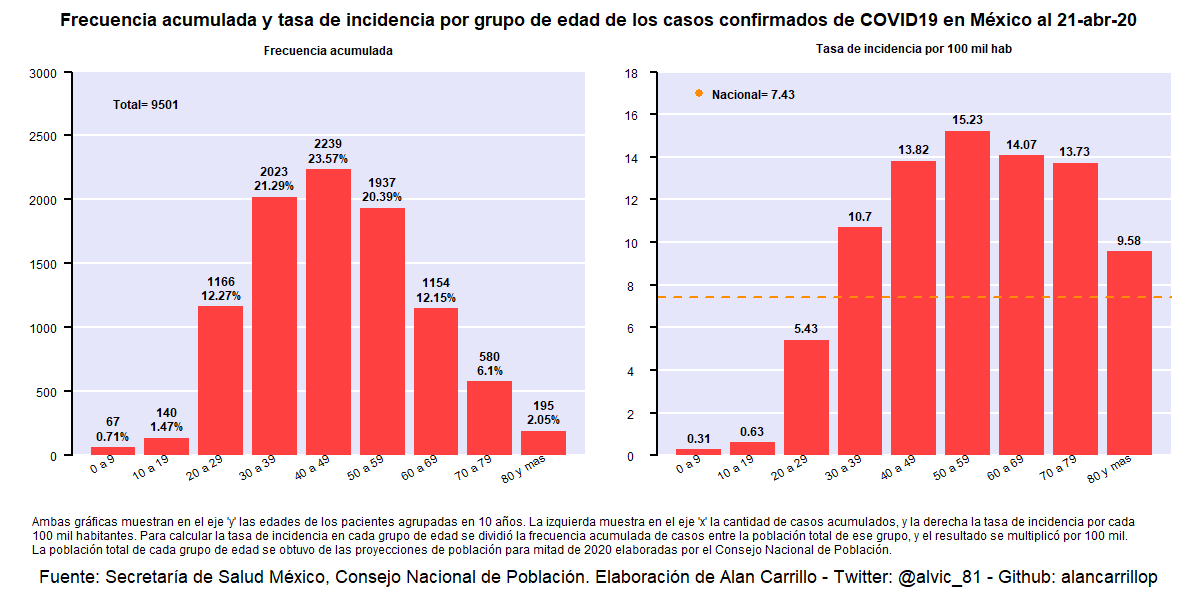 Frecuencia acumulada y tasa de incidencia por grupo de edad de los casos confirmados de COVID19 en México al 21-abr-20
Frecuencia acumulada
3000
2500
2000
1500
1000
500
0
Total= 9501
67
0.71%
140
1.47%
1166
12.27%
2023
21.29%
2239
23.57%
1937
20.39%
1154
12.15%
580
6.1%
195
2.05%
0 a 9
10 a 19
20 a 29
30 a 39
40 a 49
50 a 59
60 a 69
70 a 79
80 y mas
Tasa de incidencia por 100 mil hab
18
16
14
12
10
8
6
4
2
0
Nacional= 7.43
0.31
0.63
5.43
10.7
13.82
15.23
14.07
13.73
9.58
0 a 9
10 a 19
20 a 29
30 a 39
40 a 49
50 a 59
60 a 69
70 a 79
80 y mas
Ambas gráficas muestran en el eje 'y' las edades de los pacientes agrupadas en 10 años. La izquierda muestra en el eje 'x' la cantidad de casos acumulados, y la derecha la tasa de incidencia por cada
100 mil habitantes. Para calcular la tasa de incidencia en cada grupo de edad se dividió la frecuencia acumulada de casos entre la población total de ese grupo, y el resultado se multiplicó por 100 mil.
La población total de cada grupo de edad se obtuvo de las proyecciones de población para mitad de 2020 elaboradas por el Consejo Nacional de Población.
Fuente: Secretaría de Salud México, Consejo Nacional de Población. Elaboración de Alan Carrillo - Twitter: @alvic_81 - Github: alancarrillop